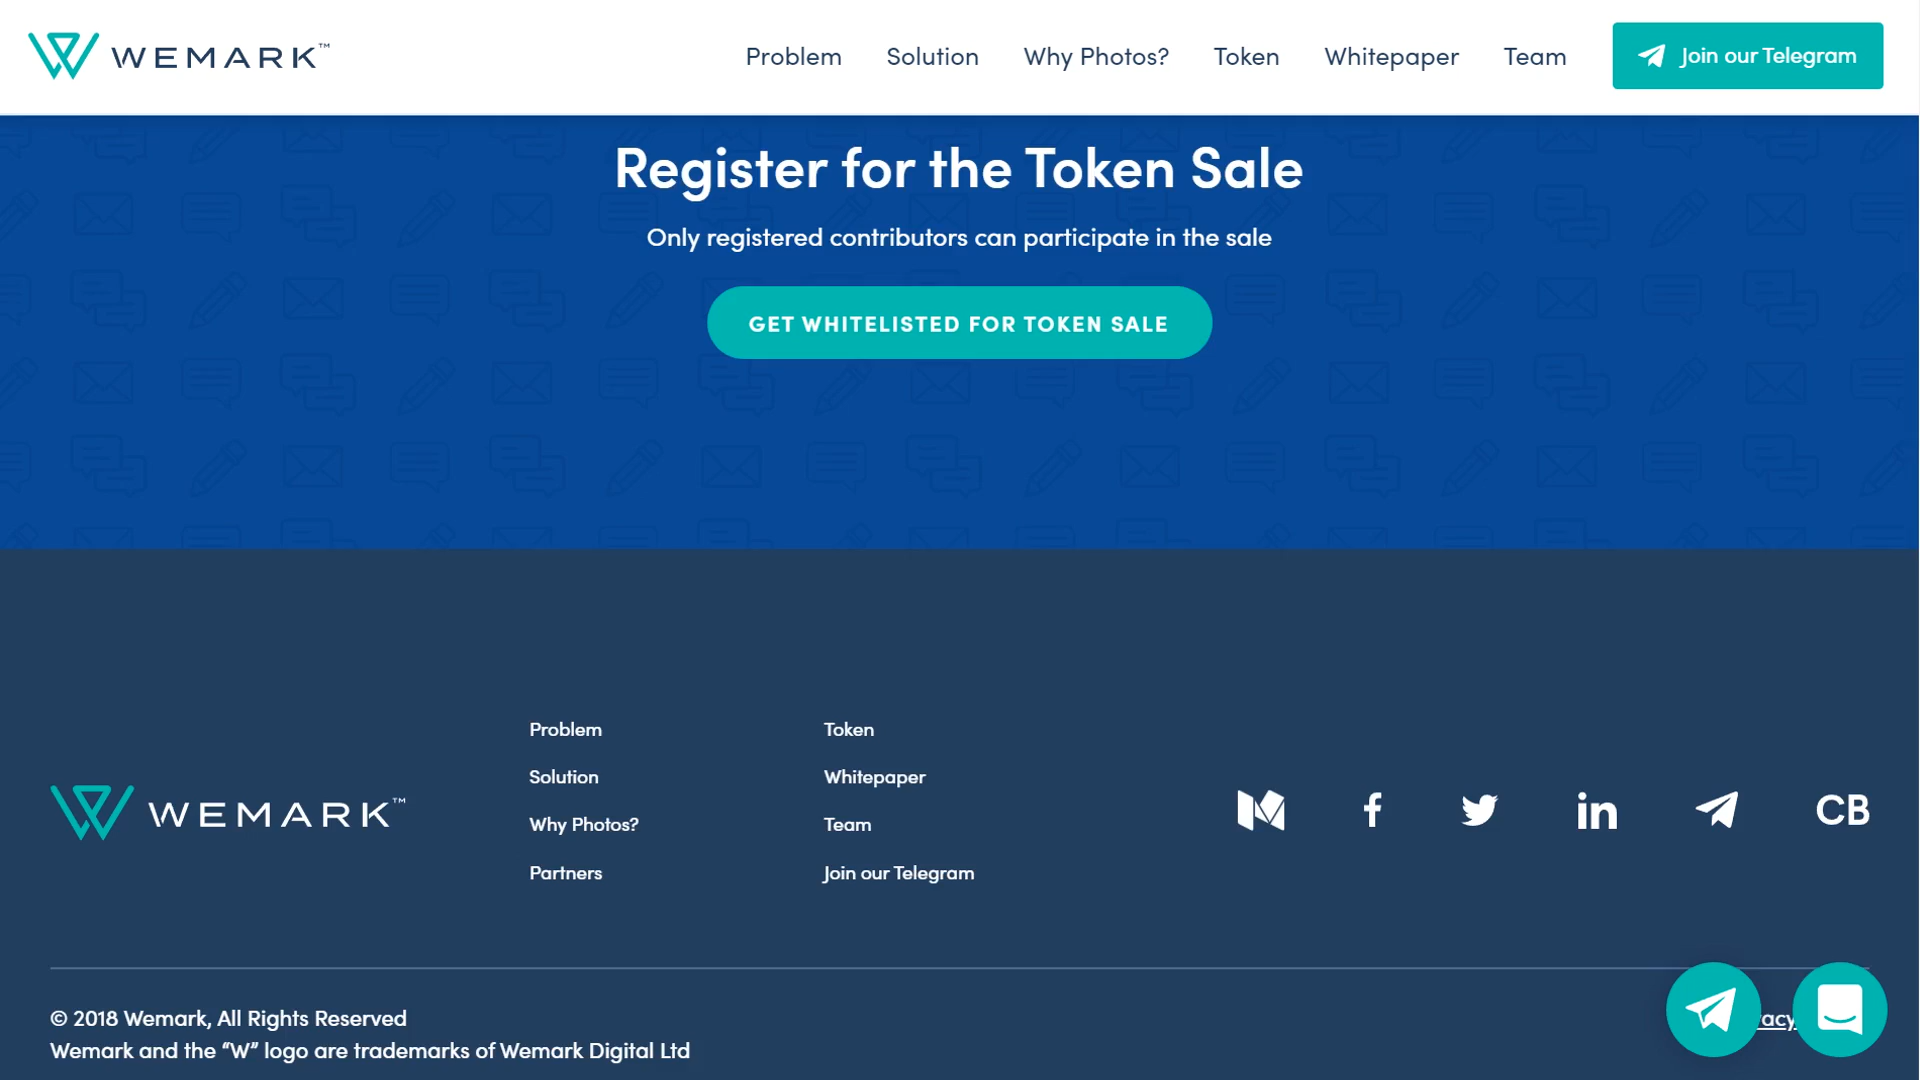 WEMARK™
Problem
Solution
Why Photos?
Token
Whitepaper
Team
Join our Telegram
Register for the Token Sale
Only registered contributors can participate in the sale
GET WHITELISTED FOR TOKEN SALE
WEMARK™
Problem
Solution
Why Photos?
Partners
Token
Whitepaper
Team
Join our Telegram
f
in
CB
© 2018 Wemark, All Rights Reserved
Wemark and the “W” logo are trademarks of Wemark Digital Ltd